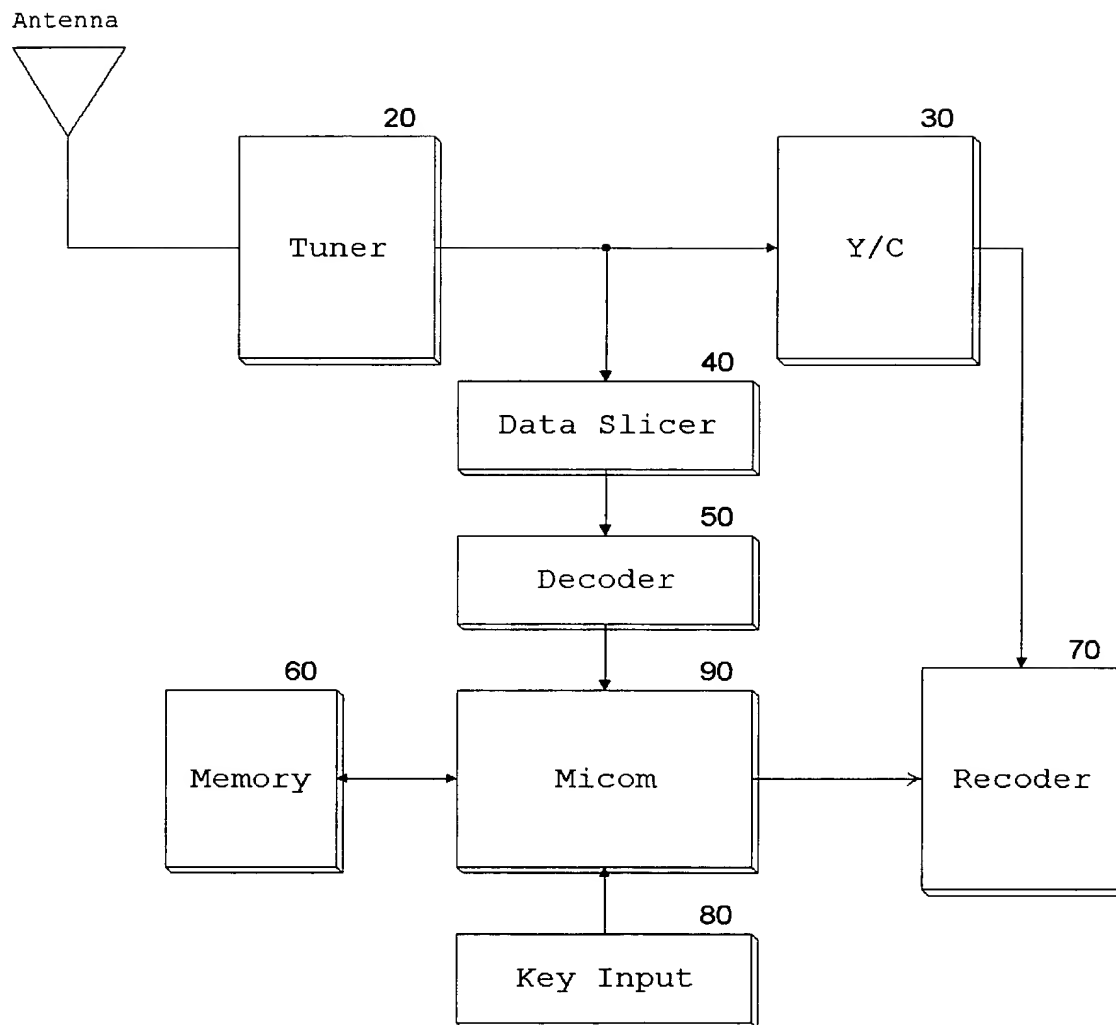 Antenna
20
Tuner
30
Y/C
40
Data Slicer
50
Decoder
60
Memory
90
Micom
70
Recoder
80
Key Input